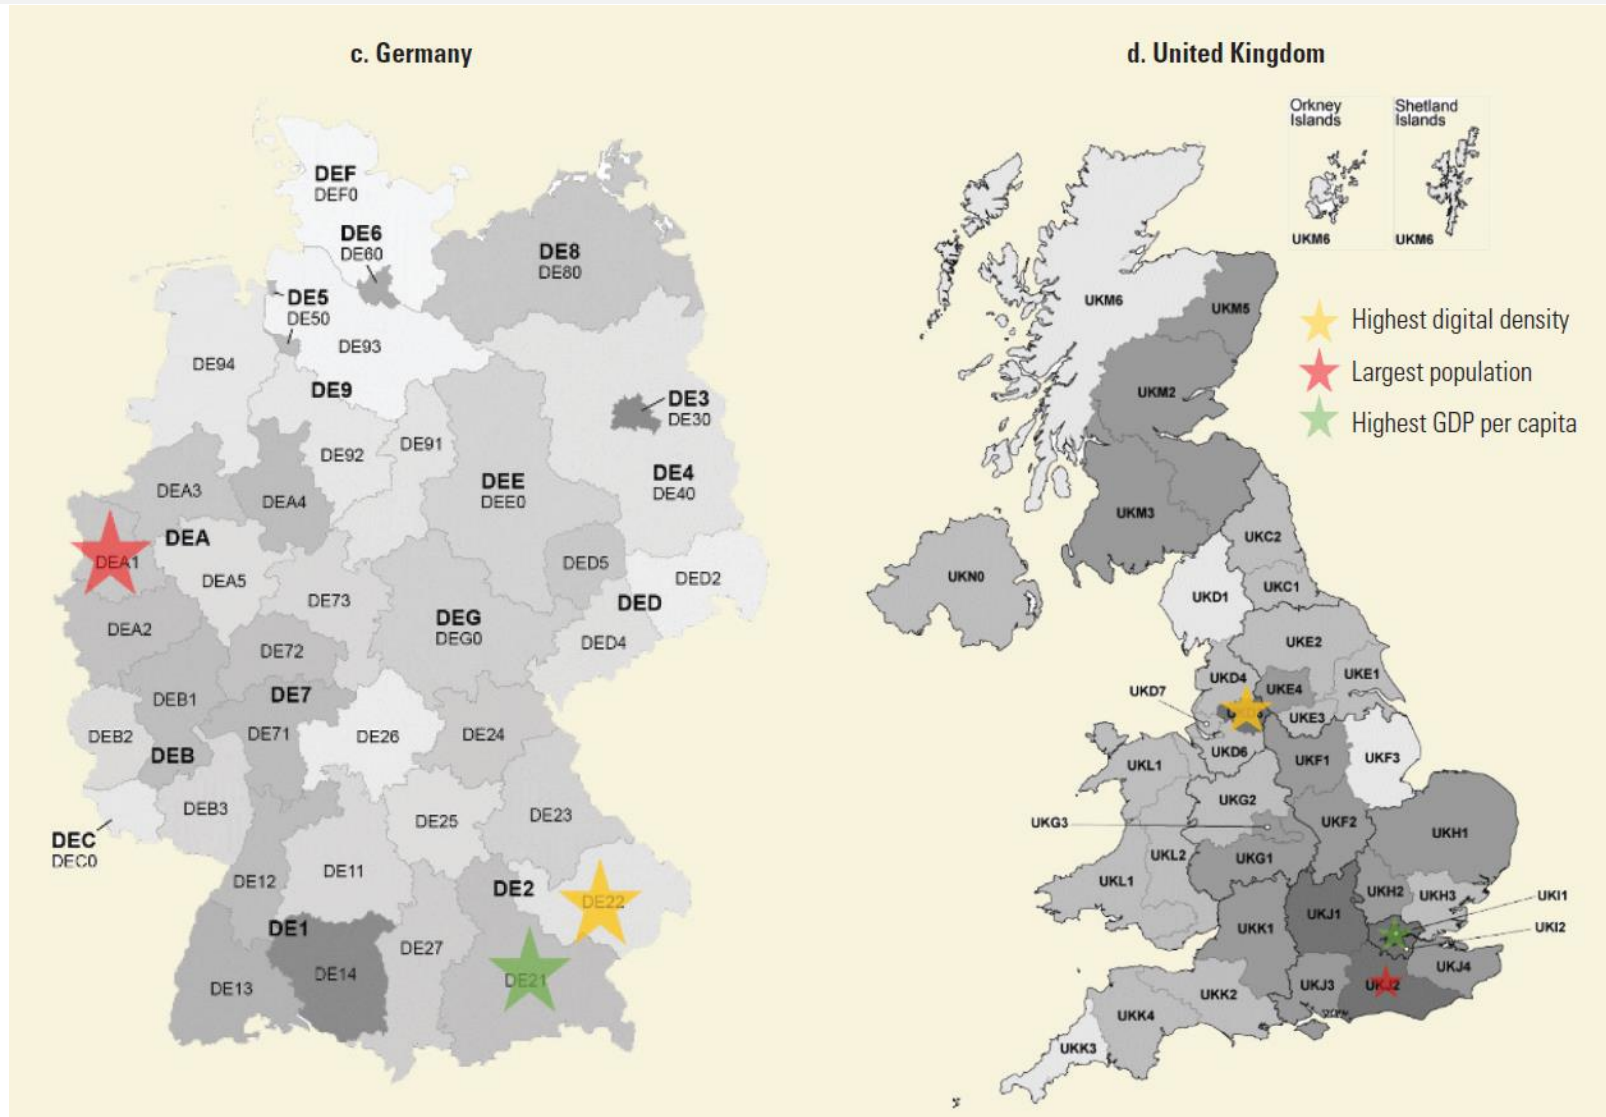 c. Germany
DEF
DEF0
DE6
DE60
DE8
DE80
DE5
DE50
DE93
DE94
DE9
DE3
DE30
DE92
DE91
DEA3
DEA4
DEE
DEE0
DE4
DE40
DEA
DEA1
DEA5
DED5
DED2
DE73
DED
DEA2
DEG
DEG0
DED4
DE72
DEB1
DE7
DEB2
DE71
DE26
DE24
DEB
DEB3
DE25
DE23
DEC
DEC0
DE12
DE11
DE2
DE22
DE1
DE27
DE14
DE13
DE21
d. United Kingdom
Orkney
Islands
UKM6
Shetland
Islands
UKM6
UKM6
UKM5
UKM2
UKM3
UKC2
UKN0
UKD1
UKC1
UKE2
UKD4
UKE1
UKE4
UKD7
UKE3
UKD6
UKF1
UKF3
UKL1
UKG2
UKG3
UKF2
UKH1
UKL2
UKG1
UKL1
UKH2
UKH3
UKI1
UKJ1
UKI2
UKK1
UKJ4
UKJ3
UKJ2
UKK2
UKK4
UKK3
Highest digital density
Largest population
Highest GDP per capita